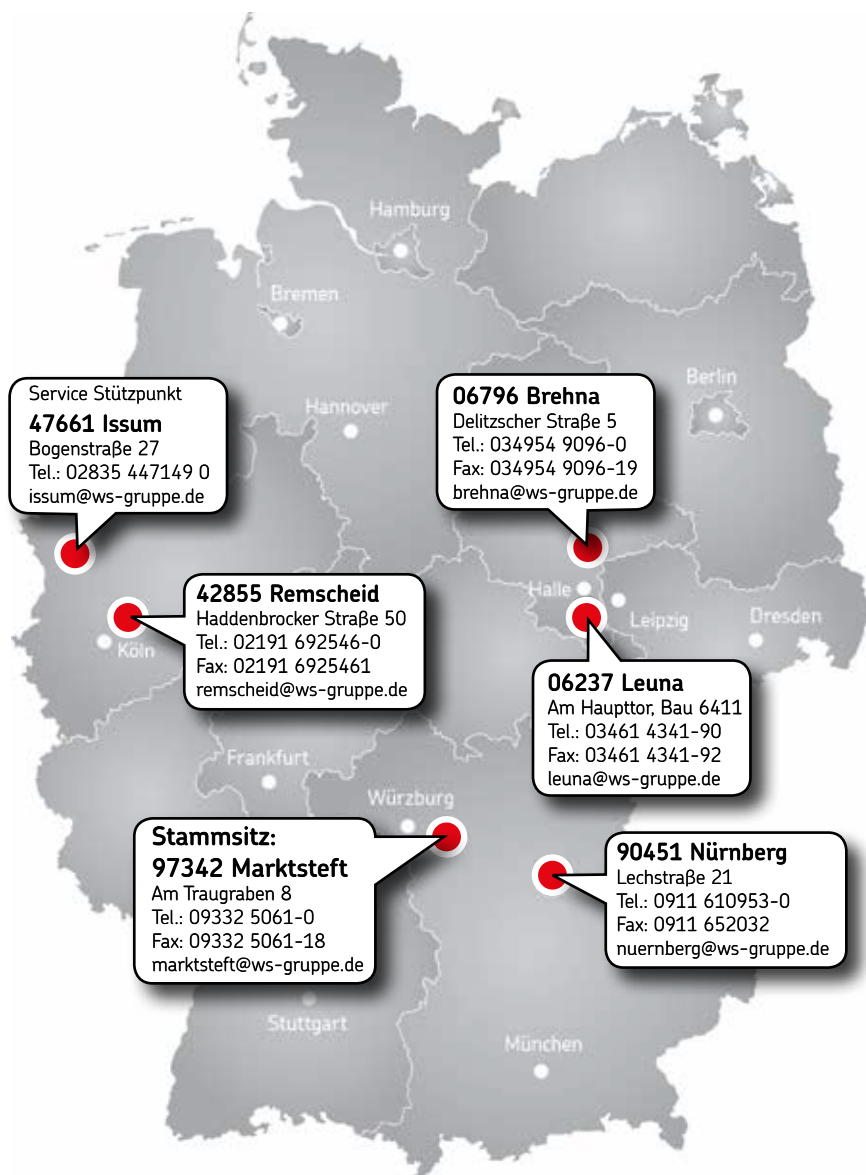 Hamburg
Bremen
Hannover
Berlin
Service Stützpunkt
47661 Issum
Bogenstraße 27
Tel.: 02835 447149 0
issum@ws-gruppe.de
06796 Brehna
Delitzscher Straße 5
Tel.: 034954 9096-0
Fax: 034954 9096-19
brehna@ws-gruppe.de
Halle
Leipzig
Dresden
42855 Remscheid
Haddenbrocker Straße 50
Tel.: 02191 692546-0
Fax: 02191 6925461
remscheid@ws-gruppe.de
Köln
06237 Leuna
Am Haupttor, Bau 6411
Tel.: 03461 4341-90
Fax: 03461 4341-92
leuna@ws-gruppe.de
Frankfurt
Würzburg
Stammsitz:
97342 Marktsteft
Am Traugraben 8
Tel.: 09332 5061-0
Fax: 09332 5061-18
marktsteft@ws-gruppe.de
90451 Nürnberg
Lechstraße 21
Tel.: 0911 610953-0
Fax: 0911 652032
nuernberg@ws-gruppe.de
Stuttgart
München